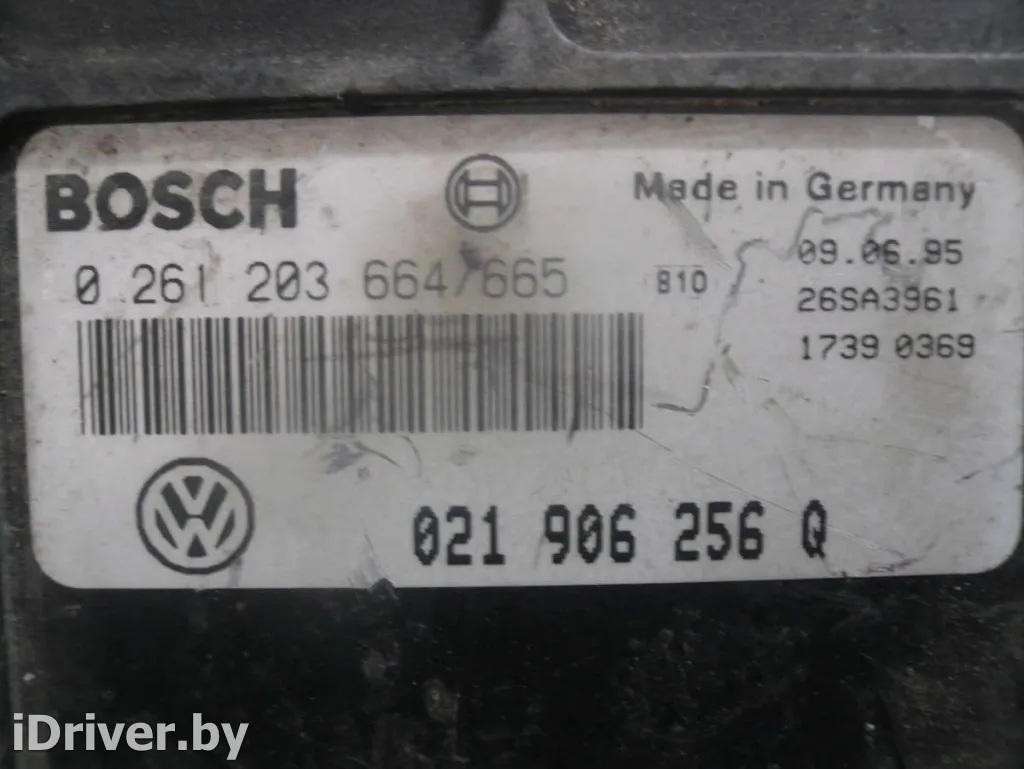 BOSCH
Made in Germany
0 261 203 664/665
810
09.06.95
26SA3961
1739 0369
VW
021 906 256 Q
iDriver.by